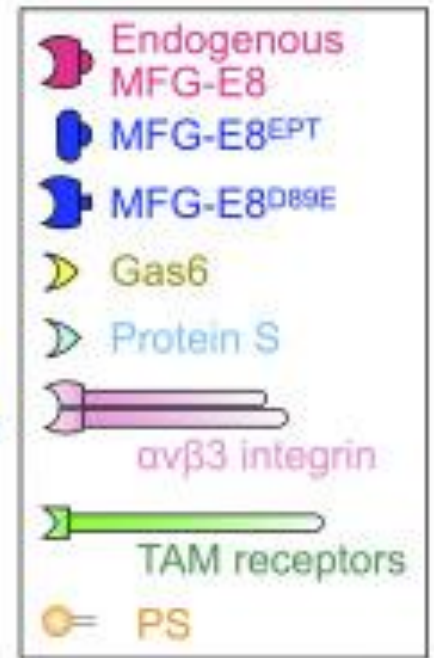 Endogenous
MFG-E8
MFG-E8ᴱᴾᵀ
MFG-E8ᴰ⁸⁹ᴱ
Gas6
Protein S
αvβ3 integrin
TAM receptors
PS